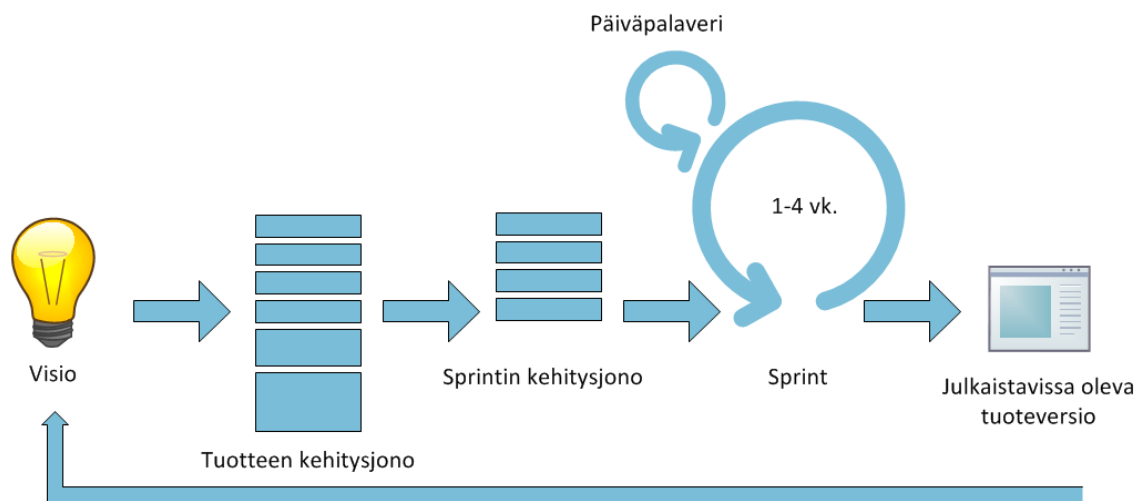 Päiväpalaveri
1-4 vk.
Visio
Tuotteen kehitysjono
Sprintin kehitysjono
Sprint
Julkaistavissa oleva
tuoteversio